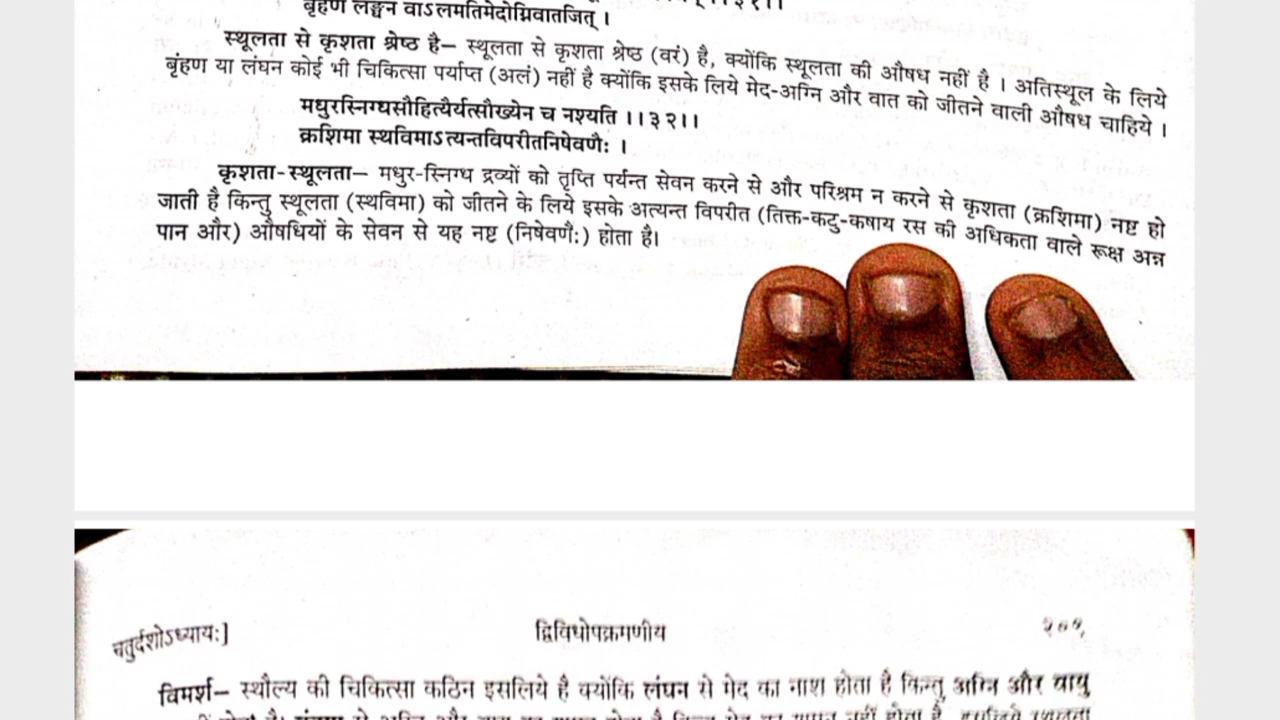 ।।३१।।
बृंहणं लङ्घनं वाऽलमतिमेदोग्निवातजित् ।
स्थूलता से कृशता श्रेष्ठ है– स्थूलता से कृशता श्रेष्ठ (वरं) है, क्योंकि स्थूलता की औषध नहीं है । अतिस्थूल के लिये
बृंहण या लंघन कोई भी चिकित्सा पर्याप्त (अलं) नहीं है क्योंकि इसके लिये मेद-अग्नि और वात को जीतने वाली औषध चाहिये ।
मधुरस्निग्धसौहित्यैर्यत्सौख्येन च नश्यति ।।३२।।
क्रशिमा स्थविमाऽत्यन्तविपरीतनिषेवणैः ।
कृशता-स्थूलता– मधुर-स्निग्ध द्रव्यों को तृप्ति पर्यन्त सेवन करने से और परिश्रम न करने से कृशता (क्रशिमा) नष्ट हो
जाती है किन्तु स्थूलता (स्थविमा) को जीतने के लिये इसके अत्यन्त विपरीत (तिक्त-कटु-कषाय रस की अधिकता वाले रूक्ष अन्न
पान और) औषधियों के सेवन से यह नष्ट (निषेवणैः) होता है।
चतुर्दशोऽध्यायः]
द्विविधोपक्रमणीय
विमर्श– स्थौल्य की चिकित्सा कठिन इसलिये है क्योंकि लंघन से मेद का नाश होता है किन्तु अग्नि और वायु